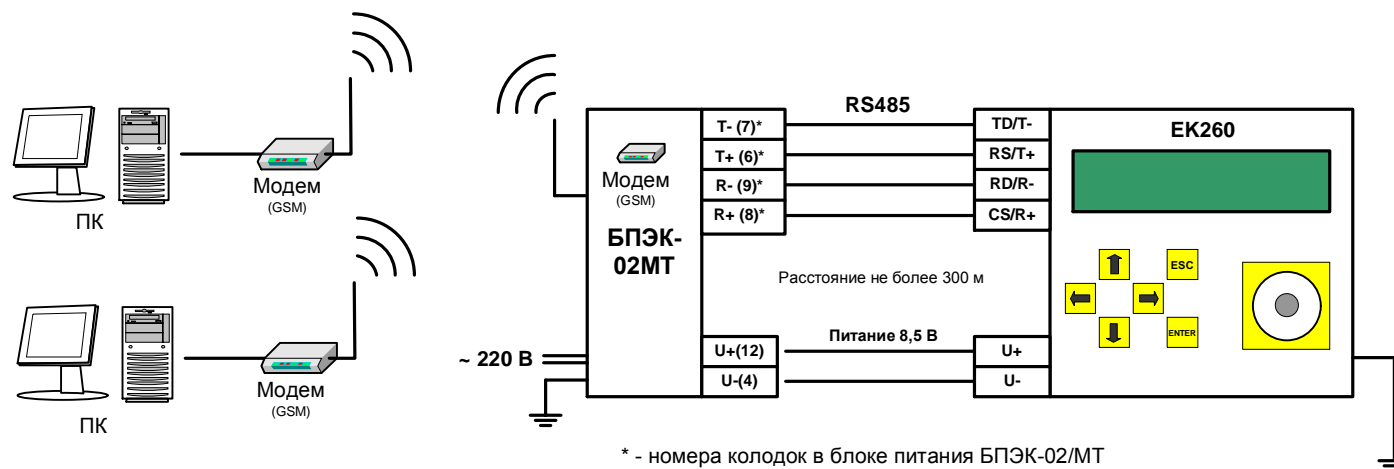 ПК
Модем
(GSM)
ПК
Модем
(GSM)
~ 220 В
Модем
(GSM)
БПЭК-
02МТ
T- (7)*
T+ (6)*
R- (9)*
R+ (8)*
U+(12)
U-(4)
RS485
Расстояние не более 300 м
Питание 8,5 В
TD/T-
RS/T+
RD/R-
CS/R+
U+
U-
EK260
ESC
ENTER
* - номера колодок в блоке питания БПЭК-02/МТ